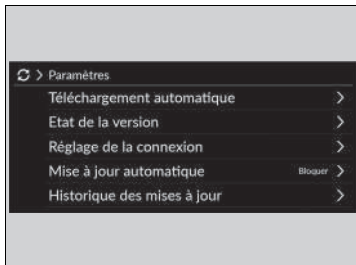 > Paramètres
Téléchargement automatique >
Etat de la version >
Réglage de la connexion >
Mise à jour automatique Bloquer >
Historique des mises à jour >